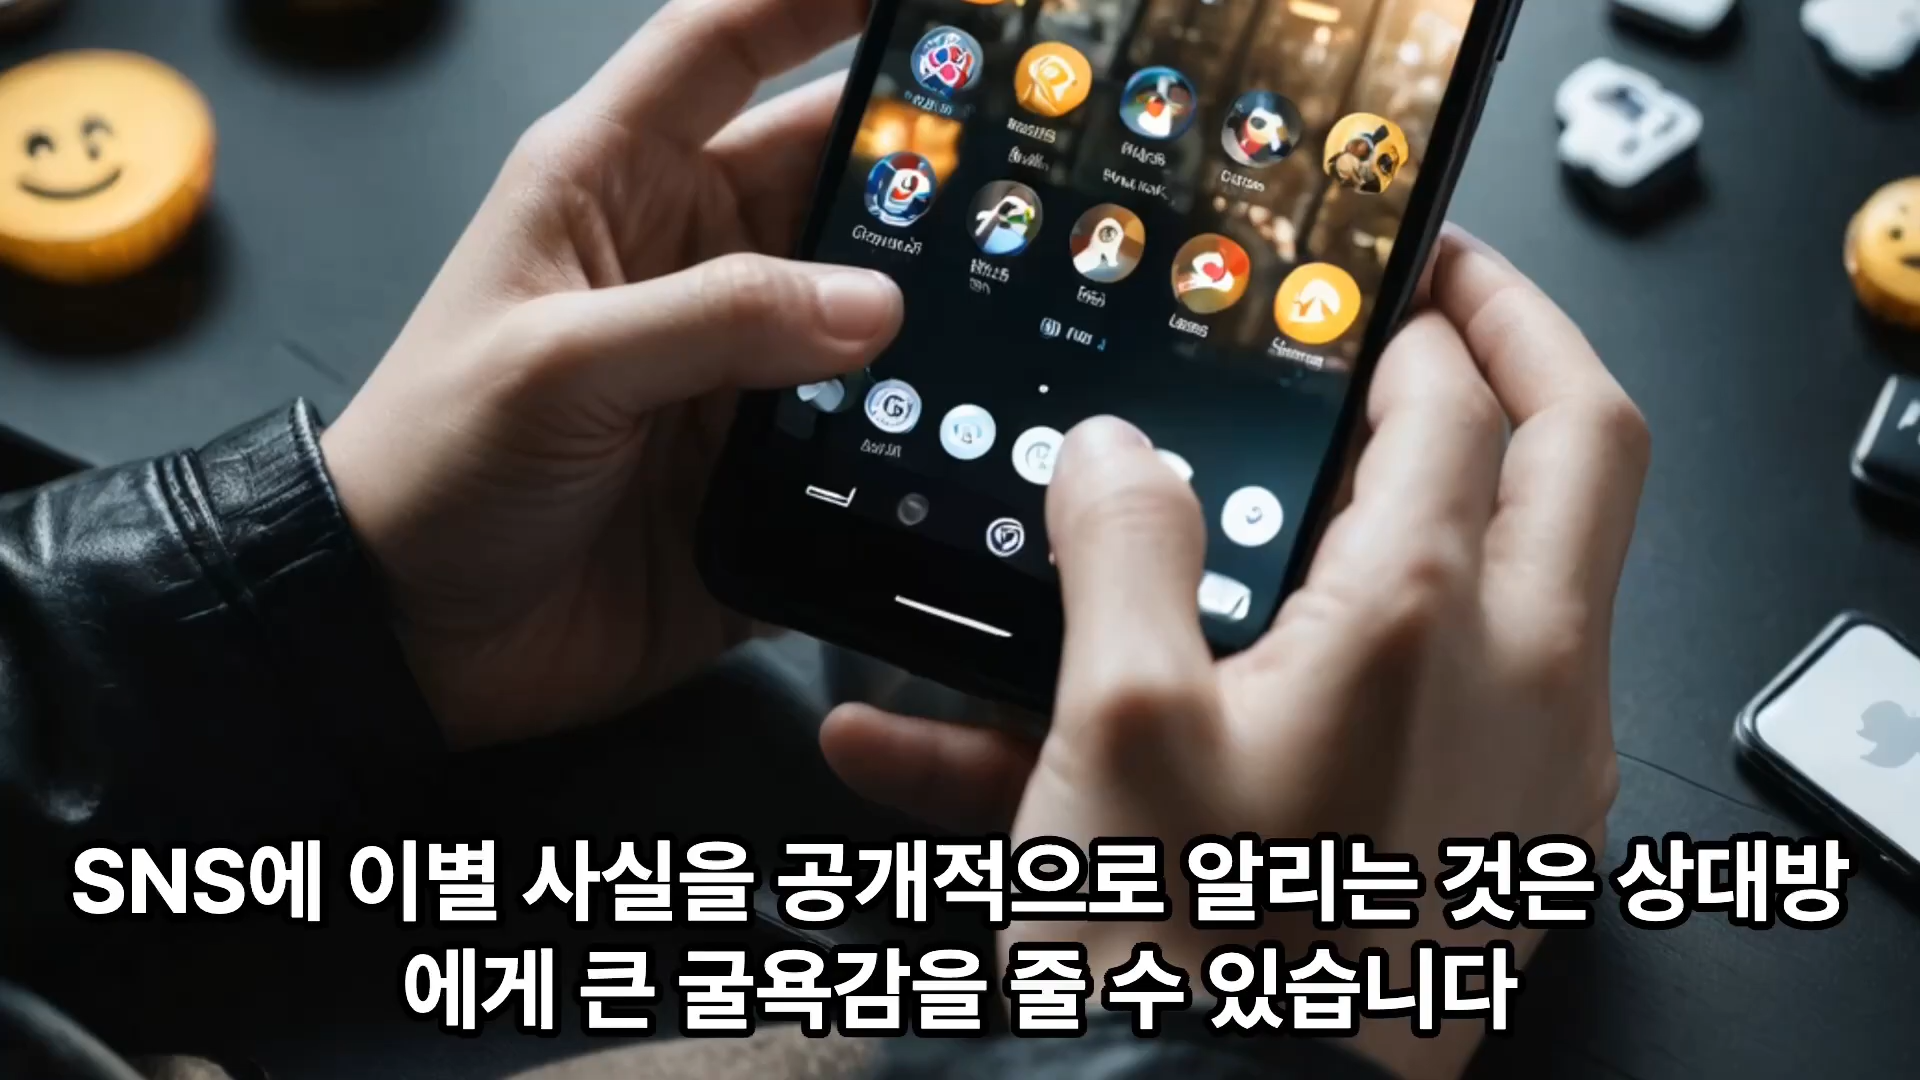 SNS에 이별 사실을 공개적으로 알리는 것은 상대방
에게 큰 굴욕감을 줄 수 있습니다